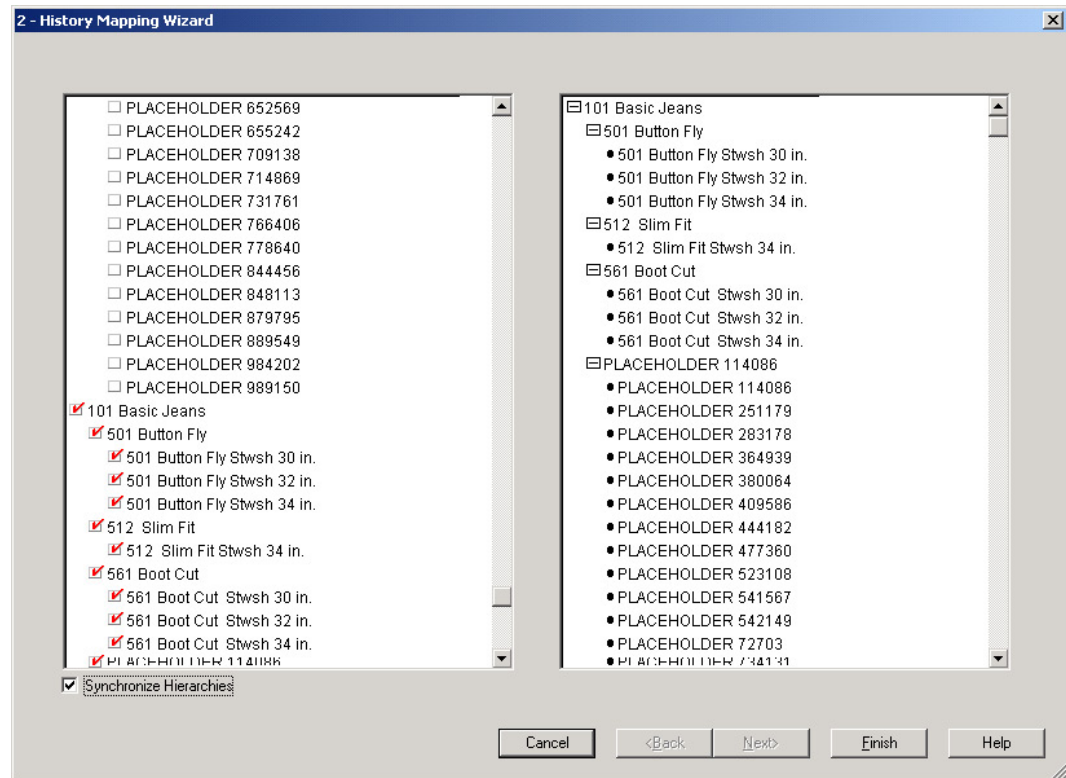 2 - History Mapping Wizard
PLACEHOLDER 652569
PLACEHOLDER 655242
PLACEHOLDER 709138
PLACEHOLDER 714869
PLACEHOLDER 731761
PLACEHOLDER 766406
PLACEHOLDER 778640
PLACEHOLDER 844456
PLACEHOLDER 848113
PLACEHOLDER 879795
PLACEHOLDER 889549
PLACEHOLDER 984202
PLACEHOLDER 989150
101 Basic Jeans
501 Button Fly
501 Button Fly Stwsh 30 in.
501 Button Fly Stwsh 32 in.
501 Button Fly Stwsh 34 in.
512 Slim Fit
512 Slim Fit Stwsh 34 in.
561 Boot Cut
561 Boot Cut Stwsh 30 in.
561 Boot Cut Stwsh 32 in.
561 Boot Cut Stwsh 34 in.
PLACEHOLDER 114086
Synchronize Hierarchies
101 Basic Jeans
501 Button Fly
501 Button Fly Stwsh 30 in.
501 Button Fly Stwsh 32 in.
501 Button Fly Stwsh 34 in.
512 Slim Fit
512 Slim Fit Stwsh 34 in.
561 Boot Cut
561 Boot Cut Stwsh 30 in.
561 Boot Cut Stwsh 32 in.
561 Boot Cut Stwsh 34 in.
PLACEHOLDER 114086
PLACEHOLDER 114086
PLACEHOLDER 251179
PLACEHOLDER 283178
PLACEHOLDER 364939
PLACEHOLDER 380064
PLACEHOLDER 409586
PLACEHOLDER 444182
PLACEHOLDER 477360
PLACEHOLDER 523108
PLACEHOLDER 541567
PLACEHOLDER 542149
PLACEHOLDER 72703
PLACEHOLDER 734131
Cancel
<Back
Next>
Finish
Help